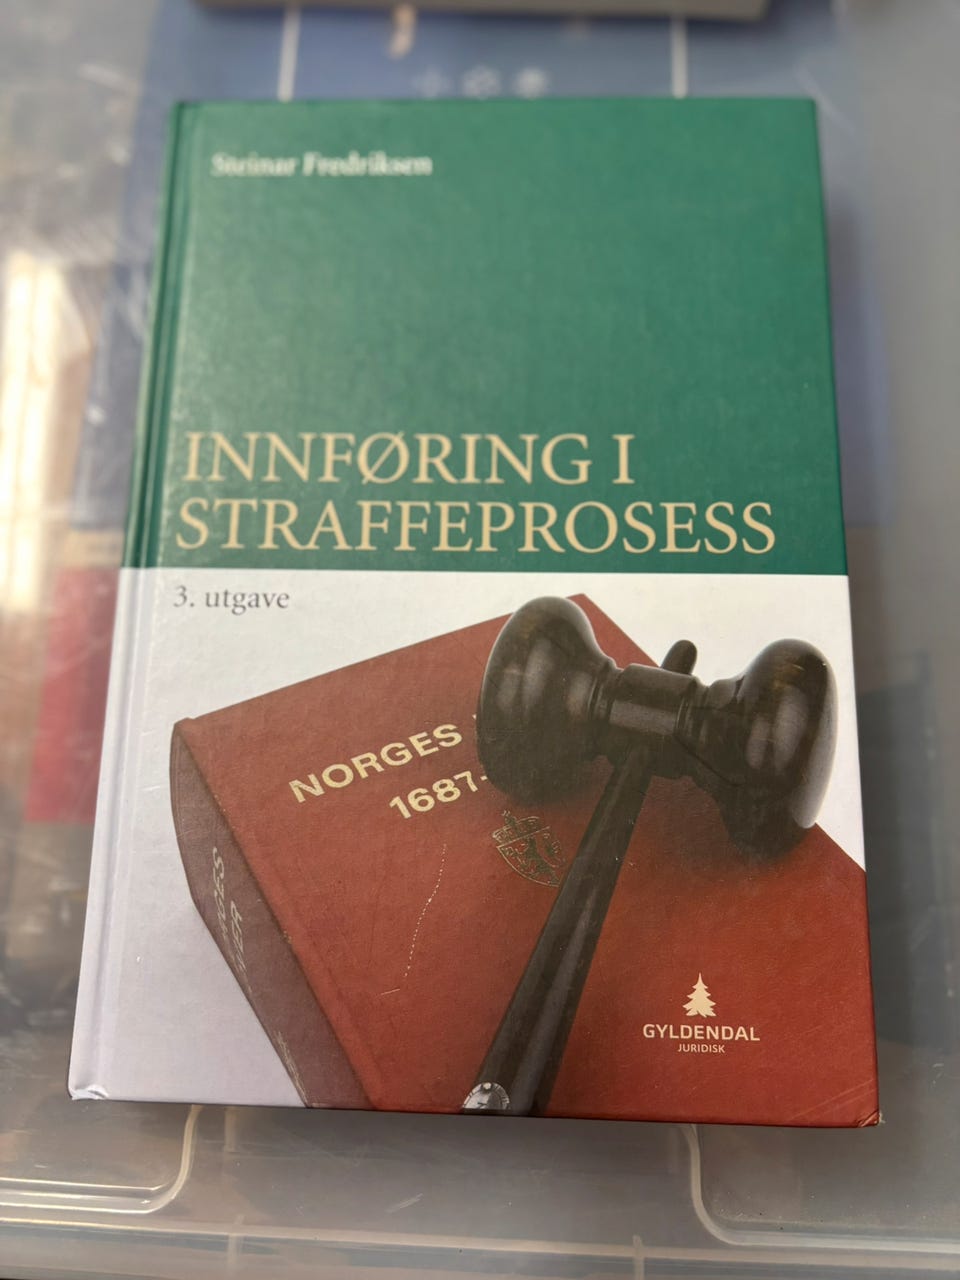 Steinar Fredriksen
INNFØRING I
STRAFFEPROSESS
3. utgave
NORGES
1687-
GYLDENDAL
JURIDISK